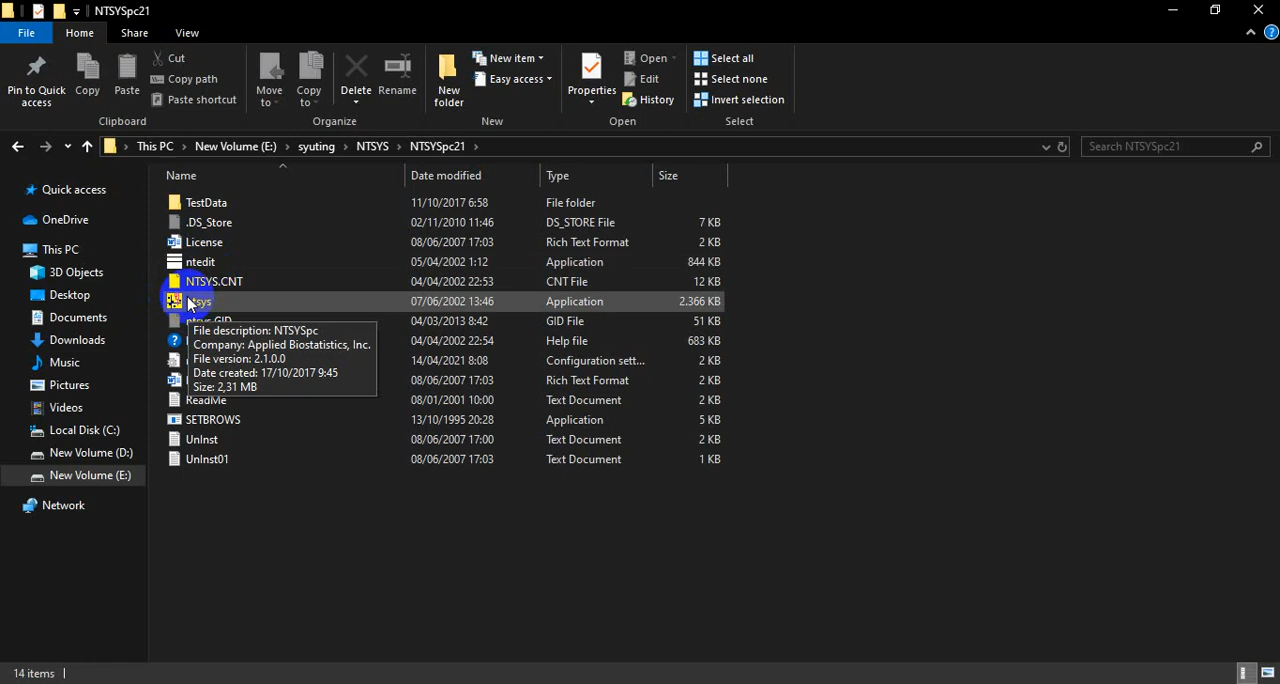 NTSYSpc21
File
Home
Share
View
Pin to Quick access
Copy
Paste
Cut
Copy path
Paste shortcut
Clipboard
Move to
Copy to
Delete
Rename
Organize
New folder
New item
Easy access
New
Properties
Open
Edit
History
Open
Select all
Select none
Invert selection
Select
This PC > New Volume (E:) > syuting > NTSYS > NTSYSpc21 >
Search NTSYSpc21
Quick access
OneDrive
This PC
3D Objects
Desktop
Documents
Downloads
Music
Pictures
Videos
Local Disk (C:)
New Volume (D:)
New Volume (E:)
Network
Name Date modified Type Size
TestData 11/10/2017 6:58 File folder
.DS_Store 02/11/2010 11:46 DS_STORE File 7 KB
License 08/06/2007 17:03 Rich Text Format 2 KB
ntedit 05/04/2002 1:12 Application 844 KB
NTSYS.CNT 04/04/2002 22:53 CNT File 12 KB
ntsys 07/06/2002 13:46 Application 2.366 KB
ntsys.GID 04/03/2013 8:42 GID File 51 KB
04/04/2002 22:54 Help file 683 KB
14/04/2021 8:08 Configuration sett... 2 KB
08/06/2007 17:03 Rich Text Format 2 KB
ReadMe 08/01/2001 10:00 Text Document 2 KB
SETBROWS 13/10/1995 20:28 Application 5 KB
UnInst 08/06/2007 17:00 Text Document 2 KB
UnInst01 08/06/2007 17:03 Text Document 1 KB
File description: NTSYSpc
Company: Applied Biostatistics, Inc.
File version: 2.1.0.0
Date created: 17/10/2017 9:45
Size: 2,31 MB
14 items